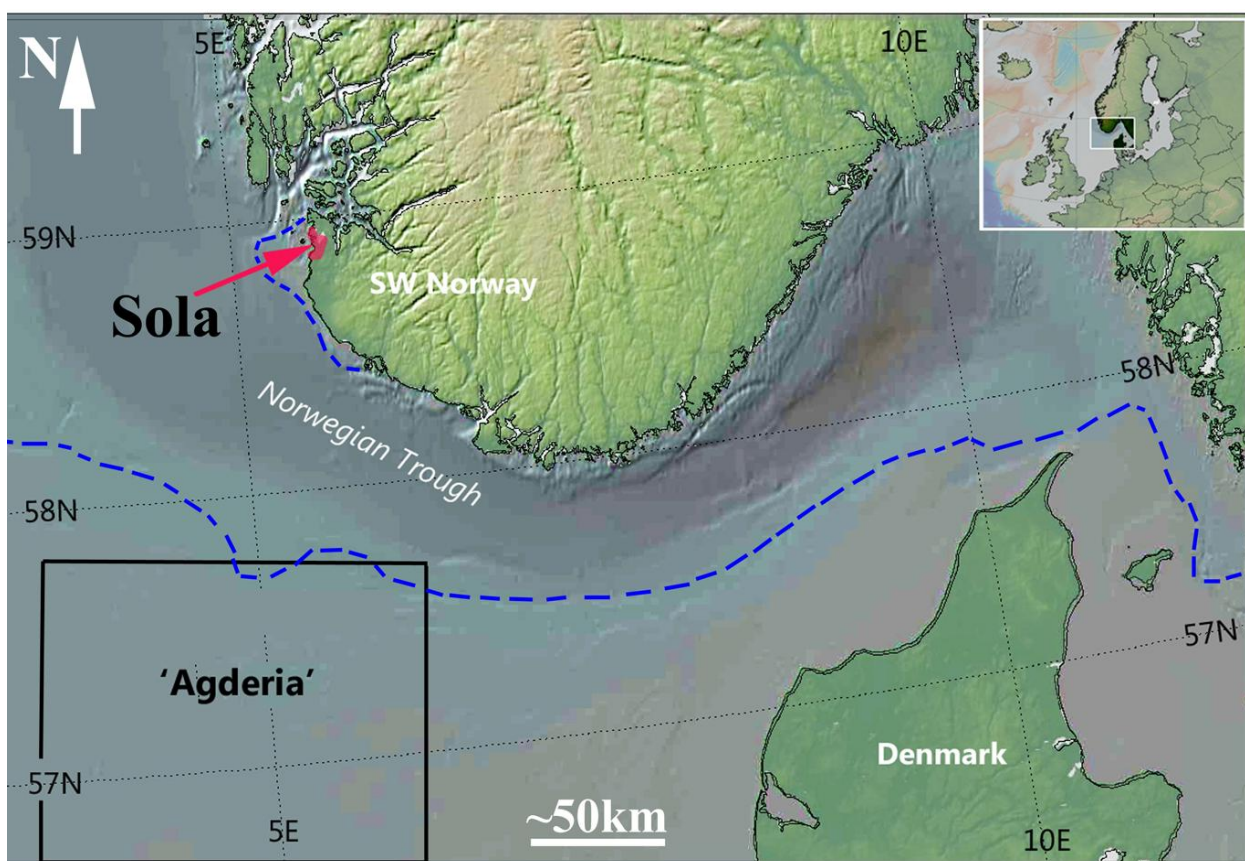 5E
10E
N
59N
SW Norway
Sola
58N
Norwegian Trough
58N
57N
'Agderia'
Denmark
57N
~50km
5E
10E